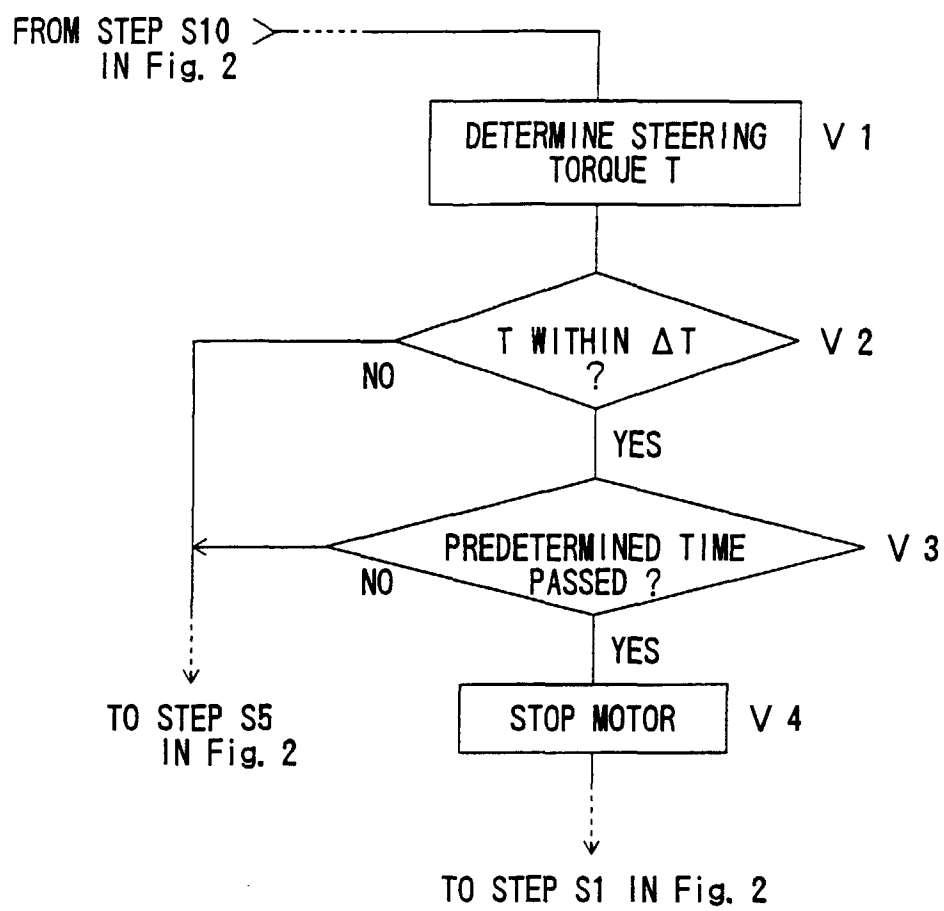 FROM STEP S10
IN Fig. 2
DETERMINE STEERING
TORQUE T
V 1
T WITHIN ΔT
?
V 2
NO
YES
PREDETERMINED TIME
PASSED ?
V 3
NO
YES
STOP MOTOR
V 4
TO STEP S5
IN Fig. 2
TO STEP S1 IN Fig. 2